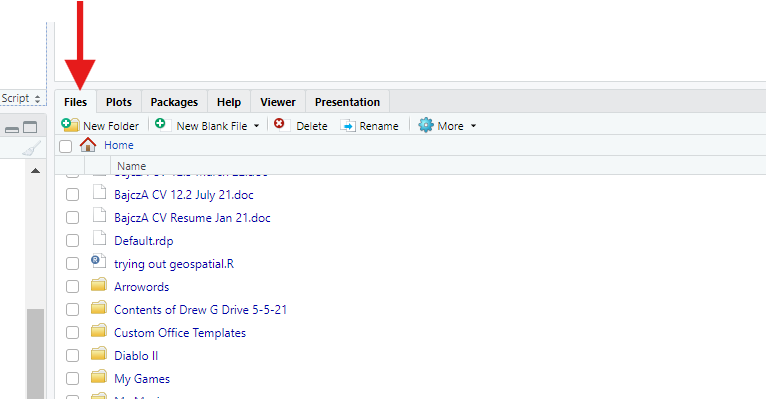 Script
Files Plots Packages Help Viewer Presentation
New Folder New Blank File Delete Rename More
Home
Name
BajczA CV 12.2 July 21.doc
BajczA CV Resume Jan 21.doc
Default.rdp
trying out geospatial.R
Arrowords
Contents of Drew G Drive 5-5-21
Custom Office Templates
Diablo II
My Games